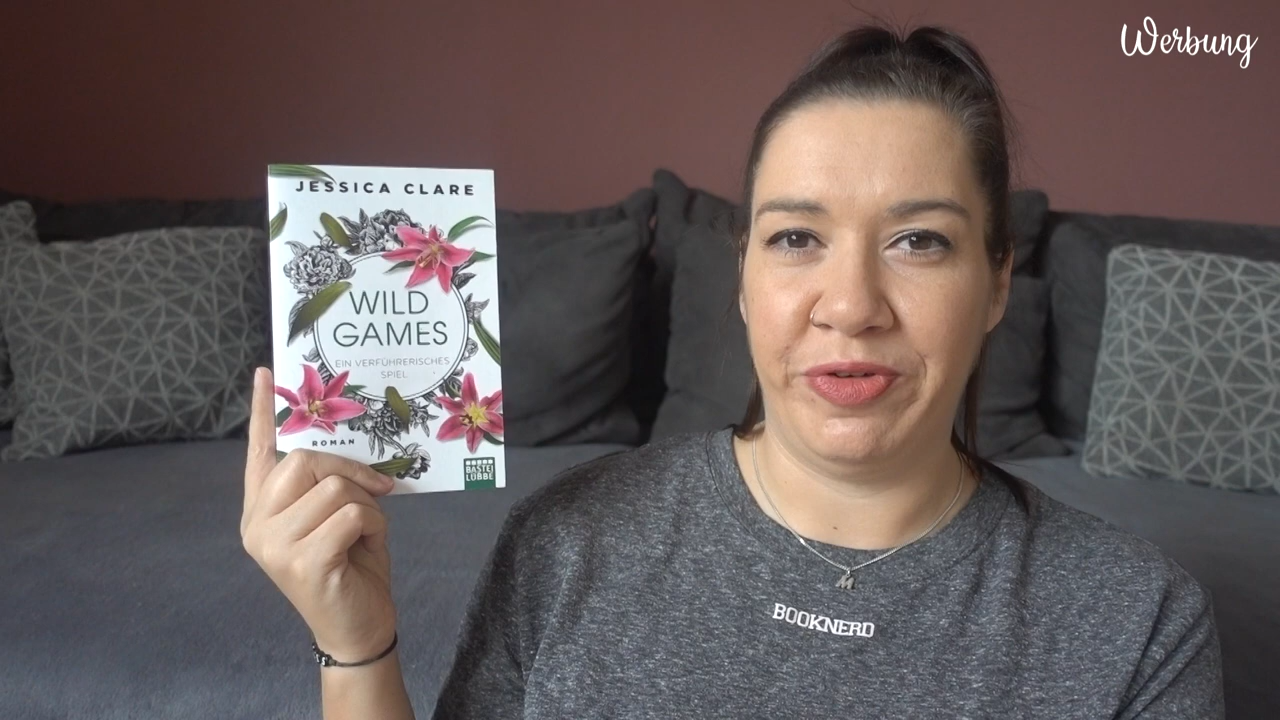 Werbung
JESSICA CLARE
WILD
GAMES
EIN VERFÜHRERISCHES
SPIEL
ROMAN
BASTEI
LÜBBE
M
BOOKNERD